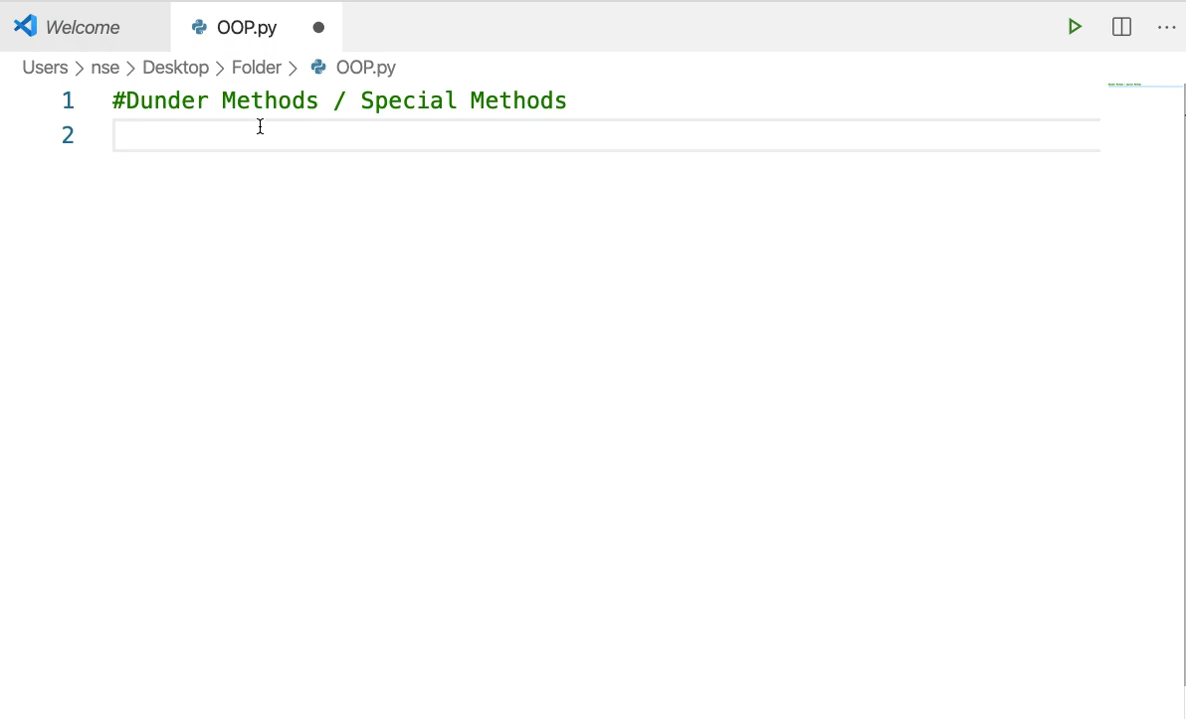 Welcome OOP.py
Users > nse > Desktop > Folder > OOP.py
1 #Dunder Methods / Special Methods
2